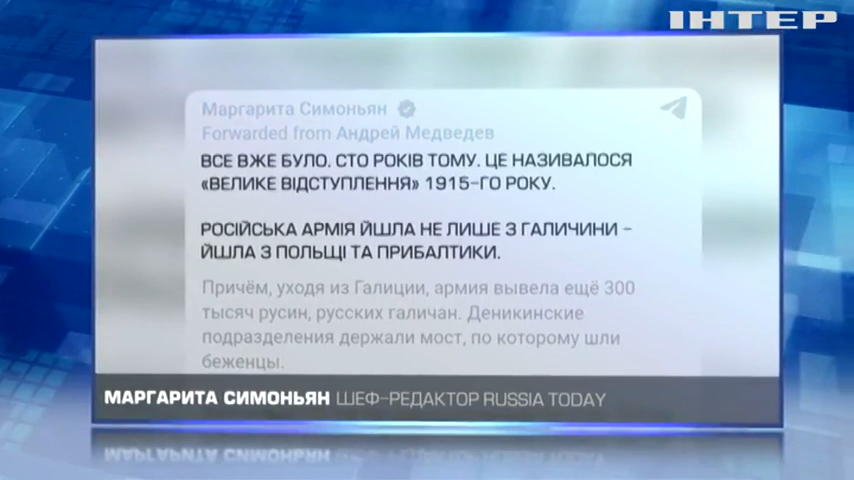 ІНТЕР
Маргарита Симоньян
Forwarded from Андрей Медведев
ВСЕ ВЖЕ БУЛО. СТО РОКІВ ТОМУ. ЦЕ НАЗИВАЛОСЯ
«ВЕЛИКЕ ВІДСТУПЛЕННЯ» 1915-ГО РОКУ.
РОСІЙСЬКА АРМІЯ ЙШЛА НЕ ЛИШЕ З ГАЛИЧИНИ -
ЙШЛА З ПОЛЬЩІ ТА ПРИБАЛТИКИ.
Причём, уходя из Галиции, армия вывела ещё 300
тысяч русин, русских галичан. Деникинские
подразделения держали мост, по которому шли
беженцы.
МАРГАРИТА СИМОНЬЯН ШЕФ-РЕДАКТОР RUSSIA TODAY